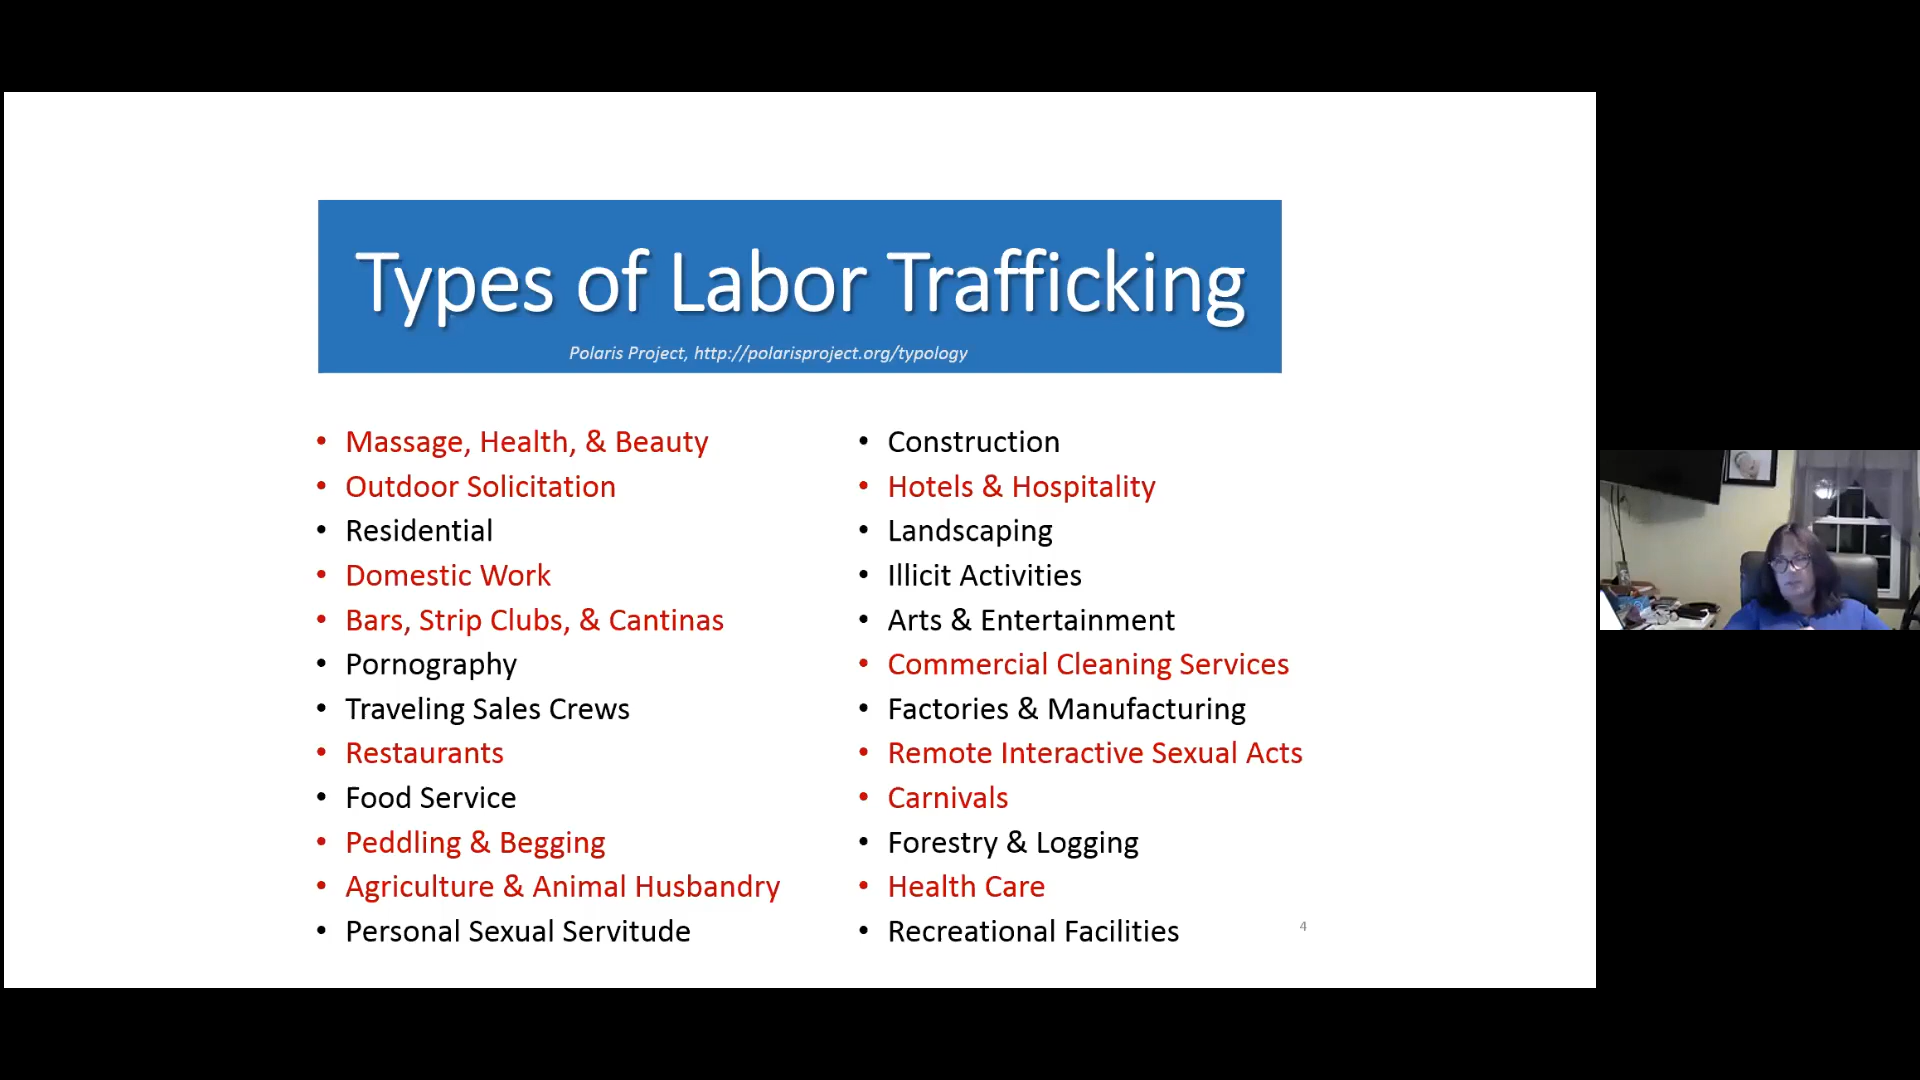 Types of Labor Trafficking
Polaris Project, http://polarisproject.org/typology
• Massage, Health, & Beauty
• Outdoor Solicitation
• Residential
• Domestic Work
• Bars, Strip Clubs, & Cantinas
• Pornography
• Traveling Sales Crews
• Restaurants
• Food Service
• Peddling & Begging
• Agriculture & Animal Husbandry
• Personal Sexual Servitude
• Construction
• Hotels & Hospitality
• Landscaping
• Illicit Activities
• Arts & Entertainment
• Commercial Cleaning Services
• Factories & Manufacturing
• Remote Interactive Sexual Acts
• Carnivals
• Forestry & Logging
• Health Care
• Recreational Facilities
4